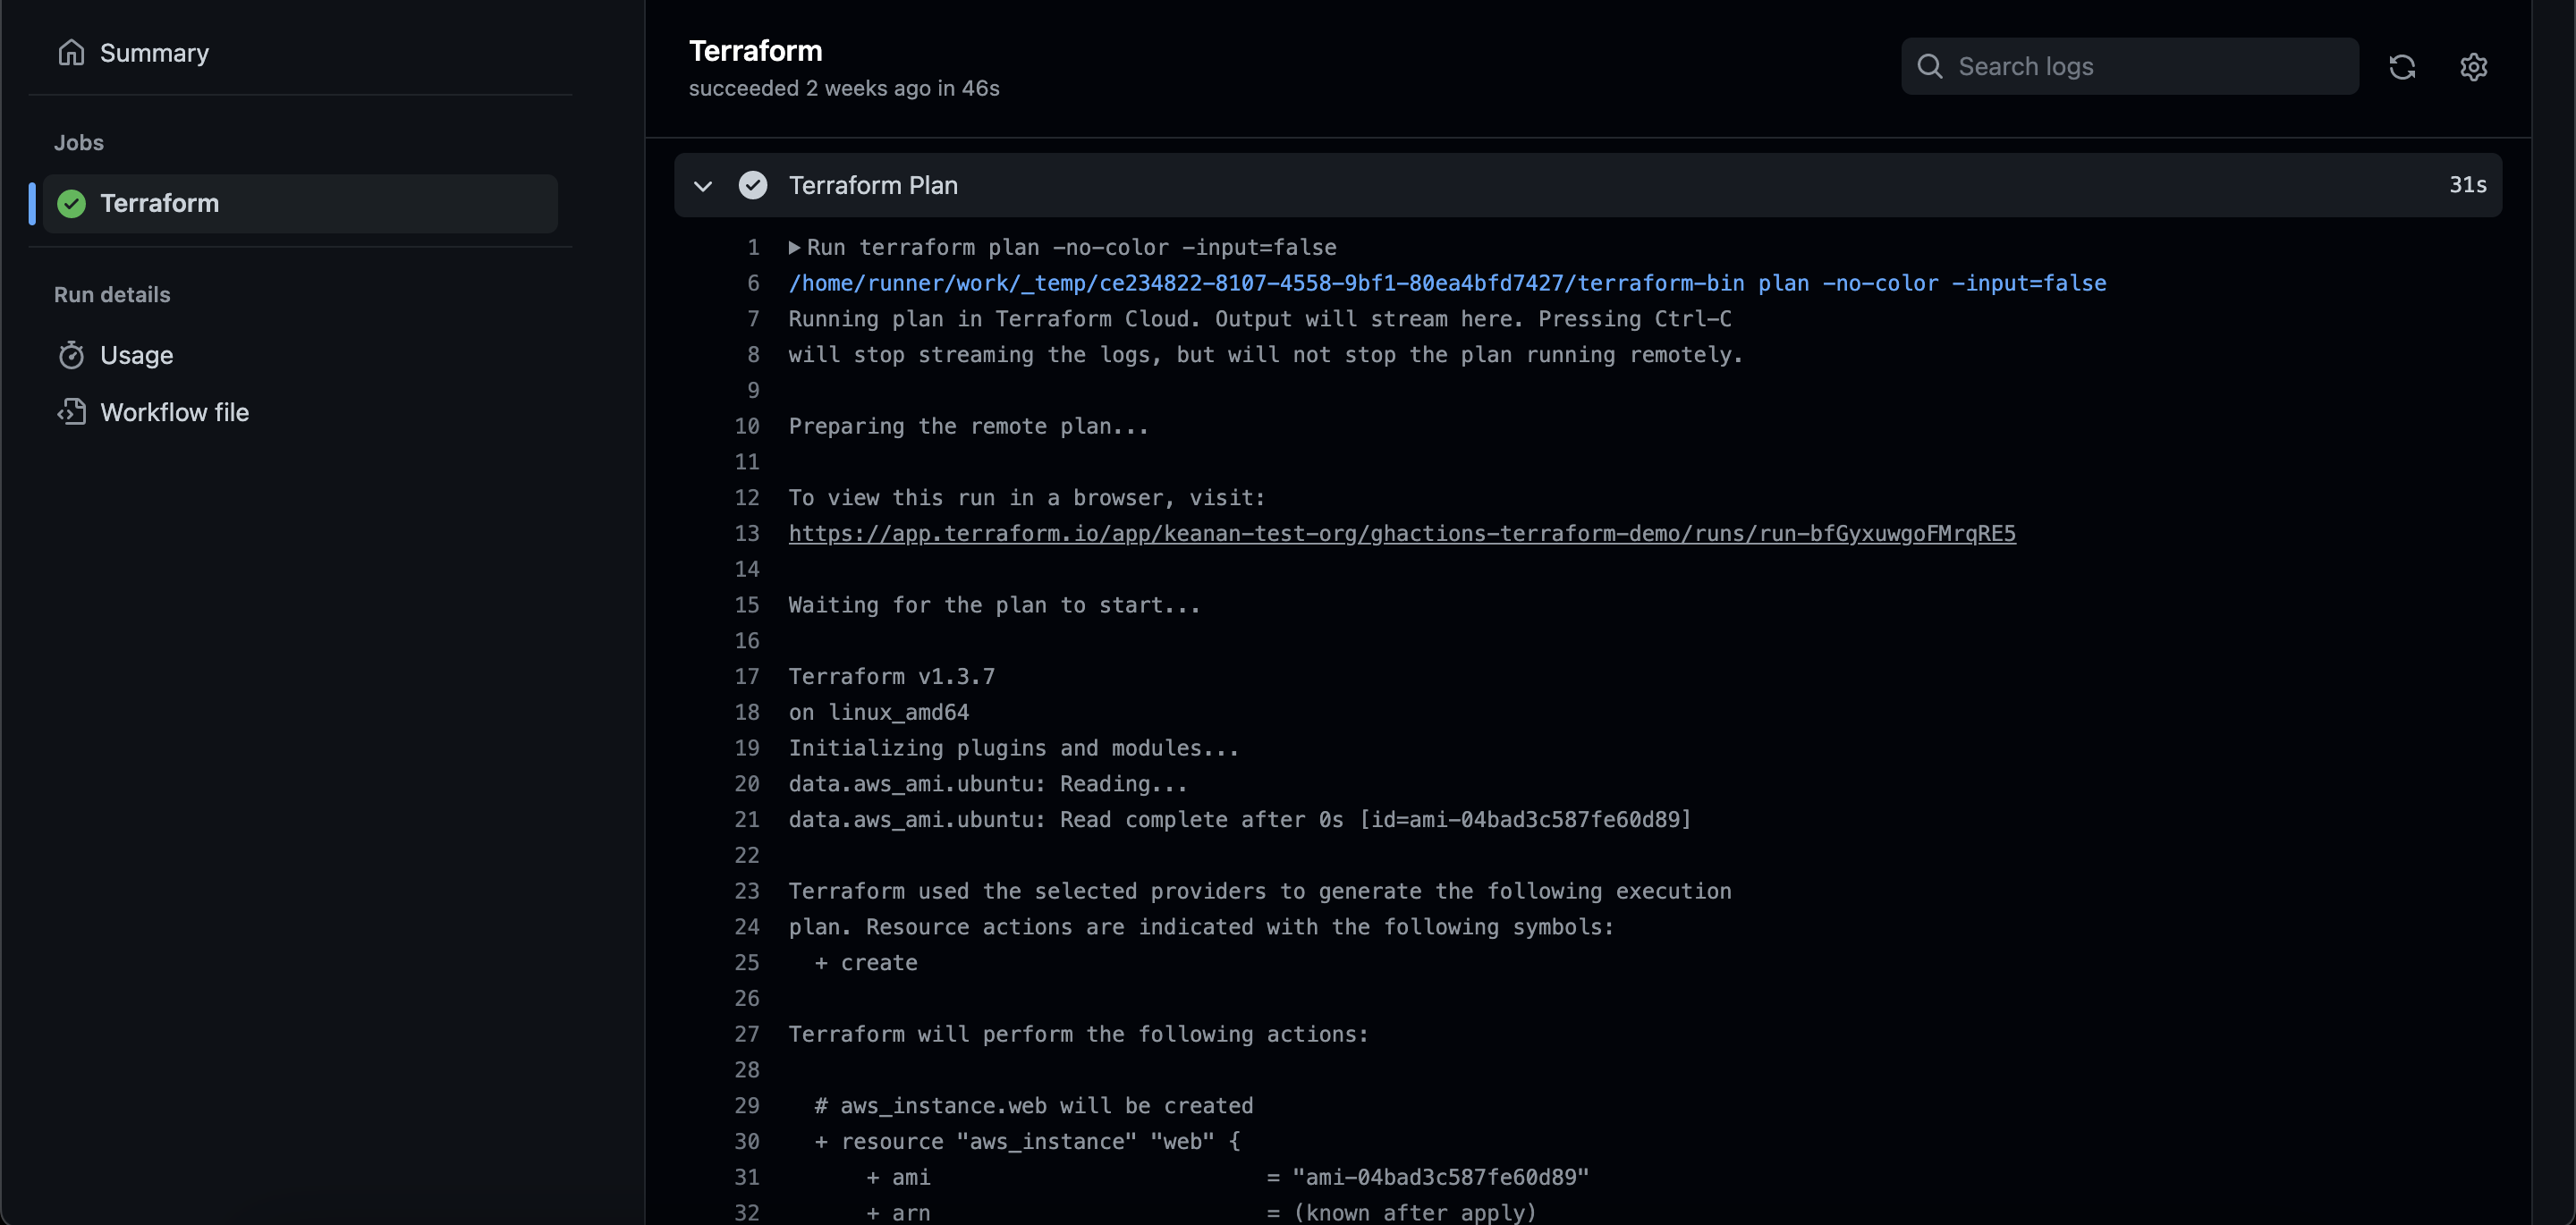 Summary
Jobs
Terraform
Run details
Usage
Workflow file
Terraform
succeeded 2 weeks ago in 46s
Search logs
Terraform Plan 31s
1 Run terraform plan -no-color -input=false
6 /home/runner/work/_temp/ce234822-8107-4558-9bf1-80ea4bfd7427/terraform-bin plan -no-color -input=false
7 Running plan in Terraform Cloud. Output will stream here. Pressing Ctrl-C
8 will stop streaming the logs, but will not stop the plan running remotely.
9
10 Preparing the remote plan...
11
12 To view this run in a browser, visit:
13 https://app.terraform.io/app/keanan-test-org/ghactions-terraform-demo/runs/run-bfGyxuwgoFMrqRE5
14
15 Waiting for the plan to start...
16
17 Terraform v1.3.7
18 on linux_amd64
19 Initializing plugins and modules...
20 data.aws_ami.ubuntu: Reading...
21 data.aws_ami.ubuntu: Read complete after 0s [id=ami-04bad3c587fe60d89]
22
23 Terraform used the selected providers to generate the following execution
24 plan. Resource actions are indicated with the following symbols:
25 + create
26
27 Terraform will perform the following actions:
28
29 # aws_instance.web will be created
30 + resource "aws_instance" "web" {
31 + ami = "ami-04bad3c587fe60d89"
32 + arn = (known after apply)